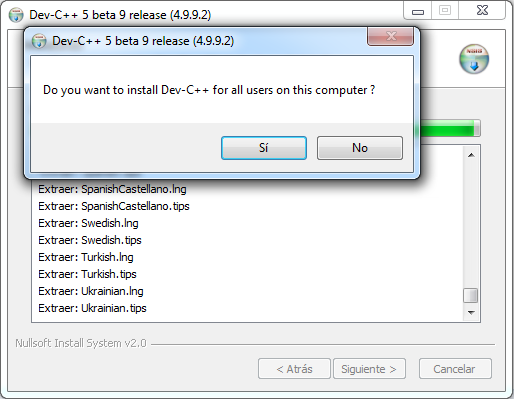 Dev-C++ 5 beta 9 release (4.9.9.2)
Dev-C++ 5 beta 9 release (4.9.9.2)
Do you want to install Dev-C++ for all users on this computer ?
Sí
No
Extraer: SpanishCastellano.lng
Extraer: SpanishCastellano.tips
Extraer: Swedish.lng
Extraer: Swedish.tips
Extraer: Turkish.lng
Extraer: Turkish.tips
Extraer: Ukrainian.lng
Extraer: Ukrainian.tips
Nullsoft Install System v2.0
< Atrás
Siguiente >
Cancelar